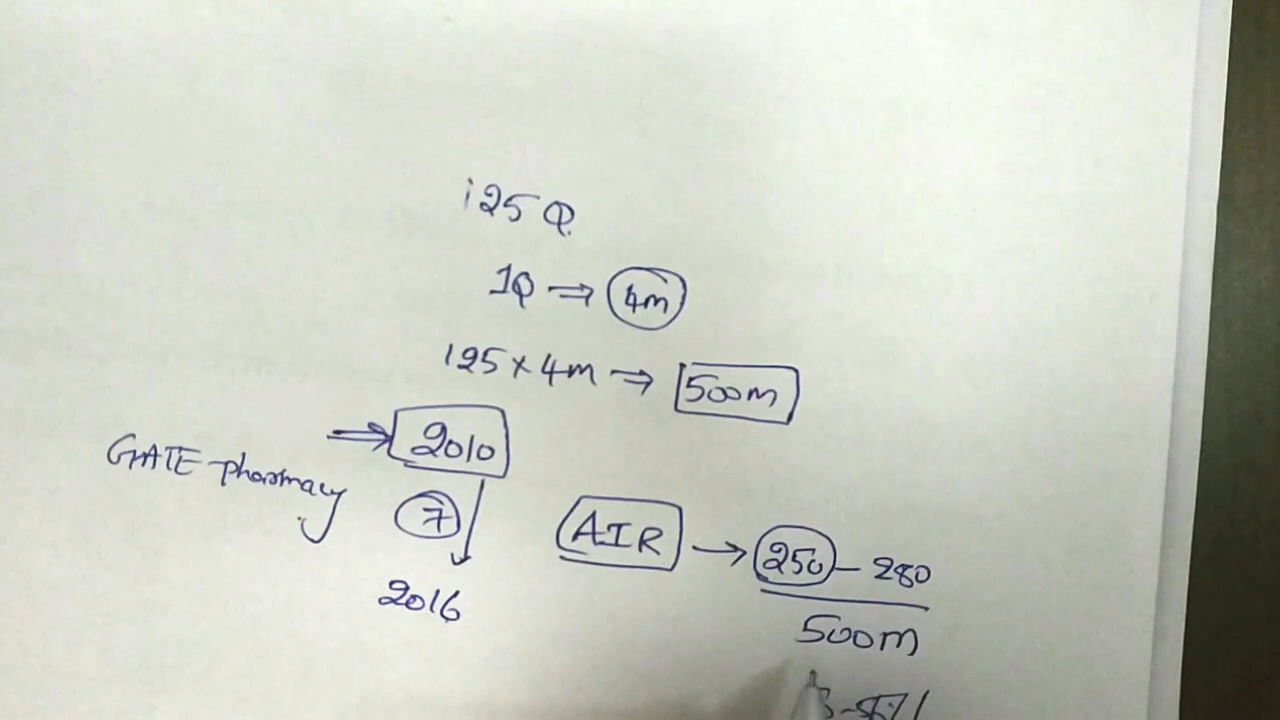 125 Q
1Q ⇒ 4m
125 x 4m ⇒ 500m
⇒ 2010
GATE-pharmacy
7
2016
AIR → 250 - 280
500m